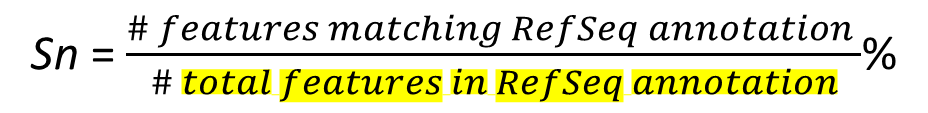 Sn = # features matching RefSeq annotation
# total features in RefSeq annotation %